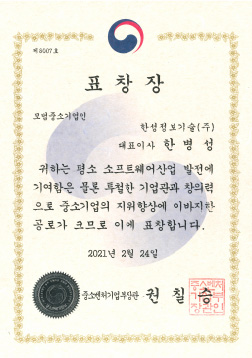 제 5007 호
표 창 장
모범중소기업인
한섬정보기술(주)
대표이사 한 병 섬
귀하는 평소 소프트웨어산업 발전에
기여함은 물론 투철한 기업관과 창의력
으로 중소기업의 지위향상에 이바지한
공로가 크므로 이에 표창합니다.
2021년 2월 24일
중소벤처기업부장관 권 칠 승